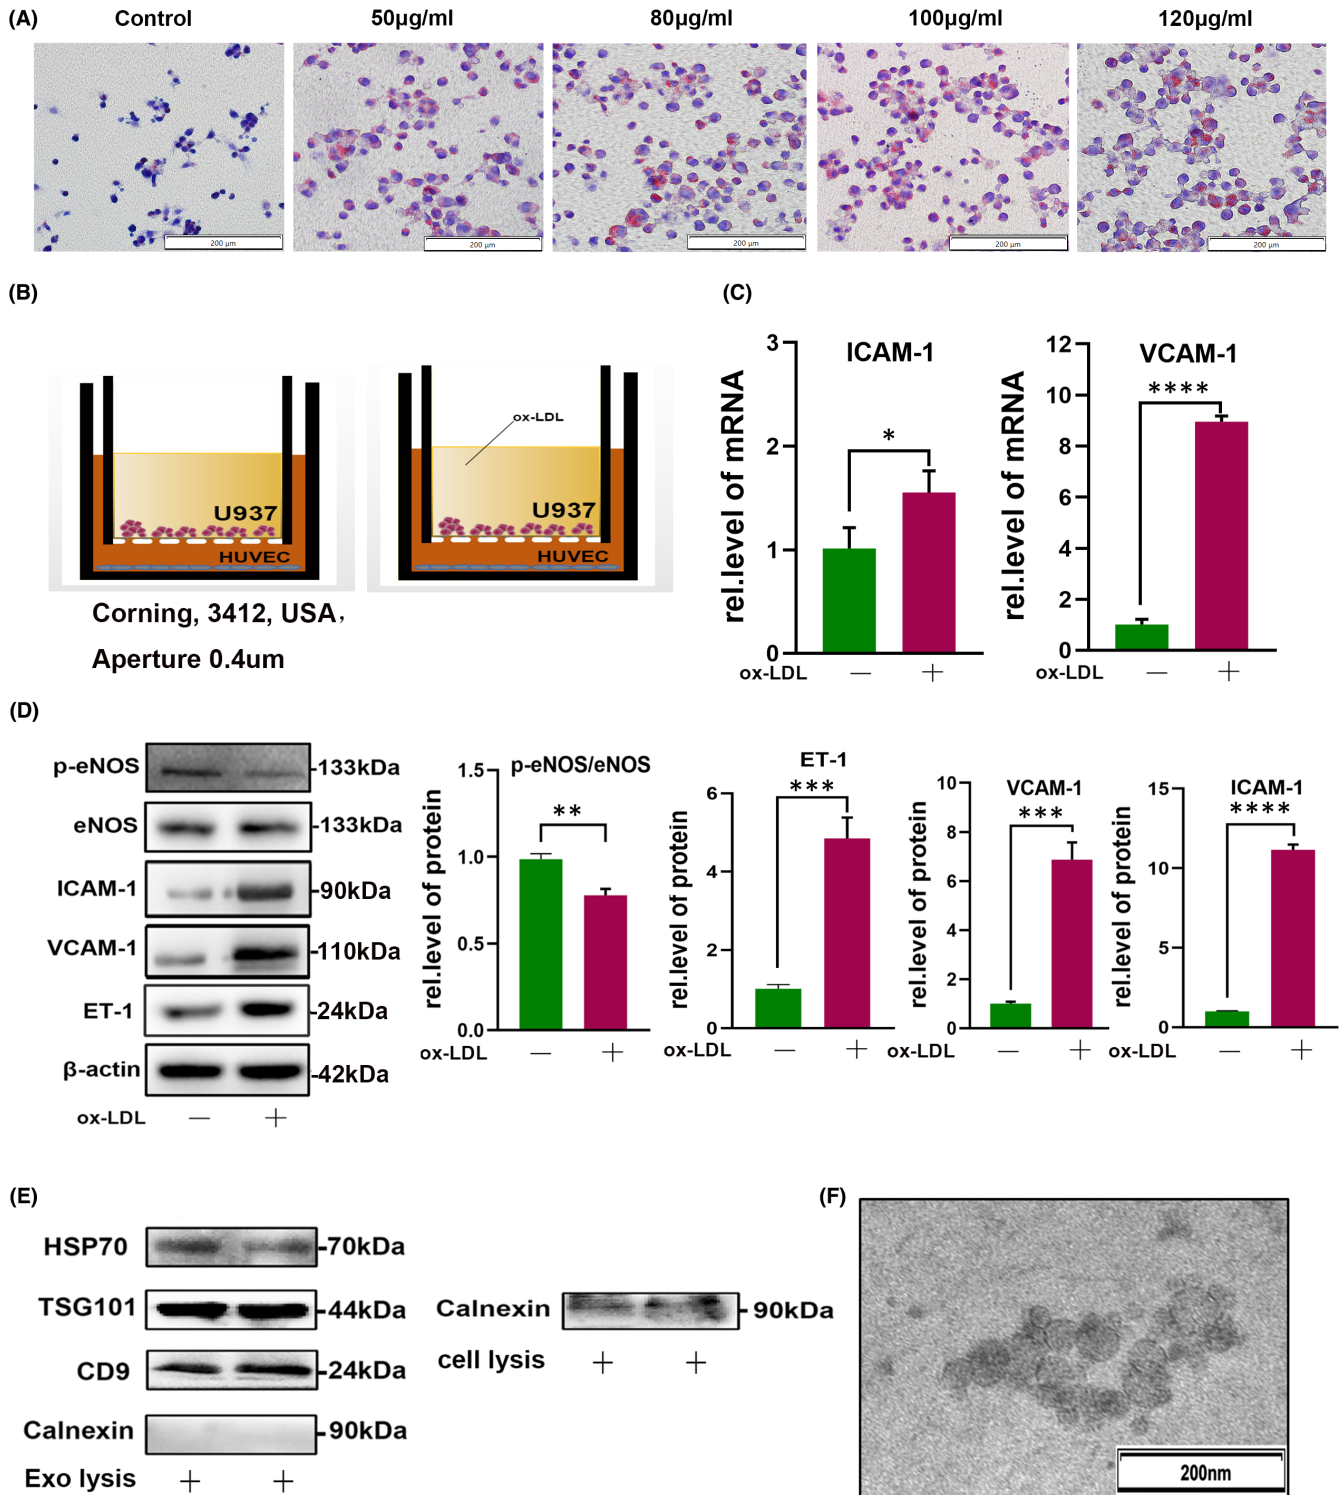 (A)
Control
50μg/ml
80μg/ml
100μg/ml
120μg/ml
200 μm
200 μm
200 μm
200 μm
200 μm
(B)
U937
HUVEC
ox-LDL
U937
HUVEC
Corning, 3412, USA,
Aperture 0.4um
(C)
ICAM-1
*
rel.level of mRNA
3
2
1
0
ox-LDL — +
VCAM-1
****
rel.level of mRNA
12
10
8
6
4
2
0
ox-LDL — +
(D)
p-eNOS -133kDa
eNOS -133kDa
ICAM-1 -90kDa
VCAM-1 -110kDa
ET-1 -24kDa
β-actin -42kDa
ox-LDL — +
p-eNOS/eNOS
**
rel.level of protein
1.5
1.0
0.5
0.0
ox-LDL — +
ET-1
***
rel.level of protein
6
4
2
0
ox-LDL — +
VCAM-1
***
rel.level of protein
10
8
6
4
2
0
ox-LDL — +
ICAM-1
****
rel.level of protein
15
10
5
0
ox-LDL — +
(E)
HSP70 -70kDa
TSG101 -44kDa
CD9 -24kDa
Calnexin -90kDa
Exo lysis + +
Calnexin - 90kDa
cell lysis + +
(F)
200nm